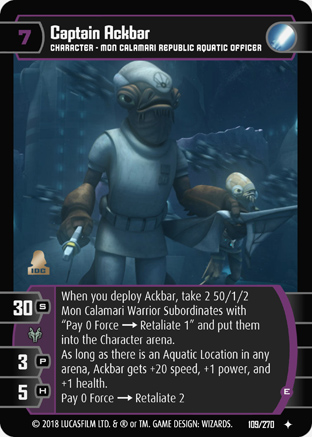 7
Captain Ackbar
CHARACTER - MON CALAMARI REPUBLIC AQUATIC OFFICER
IDC
30 S
3 P
5 H
When you deploy Ackbar, take 2 50/1/2
Mon Calamari Warrior Subordinates with
“Pay 0 Force → Retaliate 1” and put them
into the Character arena.
As long as there is an Aquatic Location in any
arena, Ackbar gets +20 speed, +1 power, and
+1 health.
Pay 0 Force → Retaliate 2
E
© 2018 LUCASFILM LTD. & ® or TM. GAME DESIGN: WIZARDS.
109/270